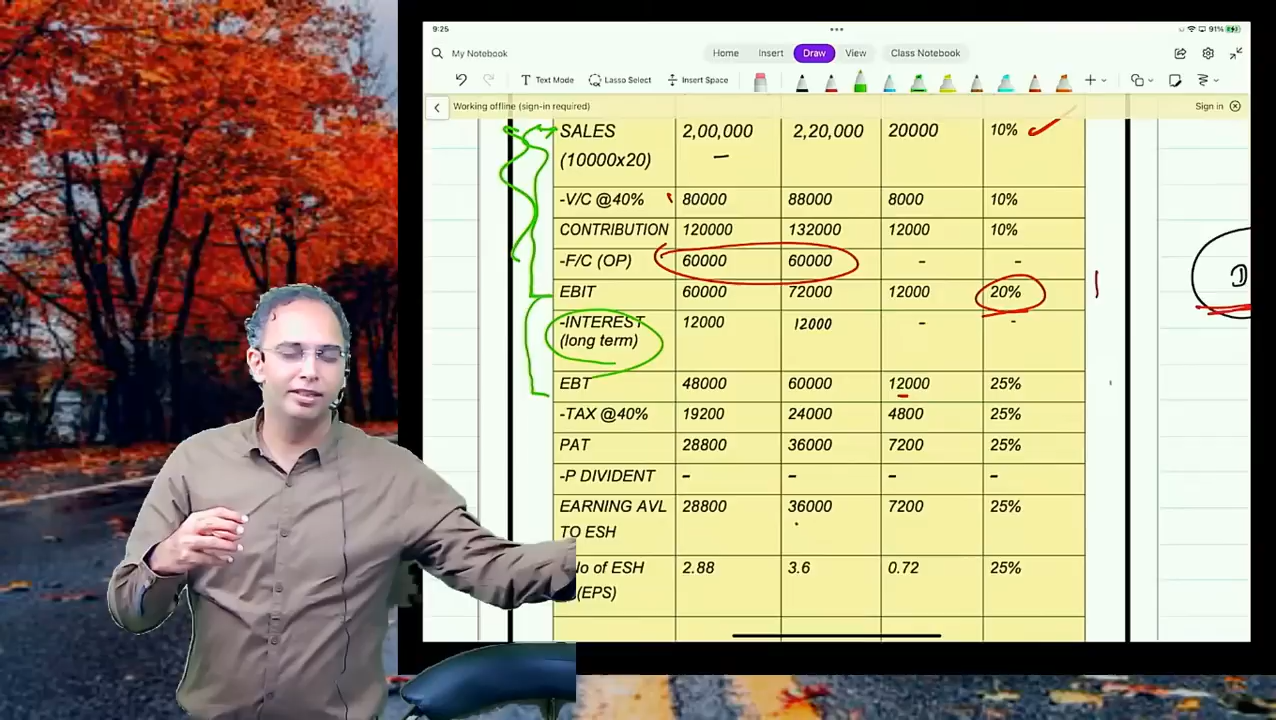 9:25
91%
My Notebook
Home Insert Draw View Class Notebook
Text Mode Lasso Select Insert Space
Working offline (sign-in required) Sign in
SALES 2,00,000 2,20,000 20000 10%
(10000x20)
-V/C @40% 80000 88000 8000 10%
CONTRIBUTION 120000 132000 12000 10%
-F/C (OP) 60000 60000 - -
EBIT 60000 72000 12000 20%
-INTEREST 12000 12000 - -
(long term)
EBT 48000 60000 12000 25%
-TAX @40% 19200 24000 4800 25%
PAT 28800 36000 7200 25%
-P DIVIDENT - - - -
EARNING AVL 28800 36000 7200 25%
TO ESH
No of ESH 2.88 3.6 0.72 25%
(EPS)
D